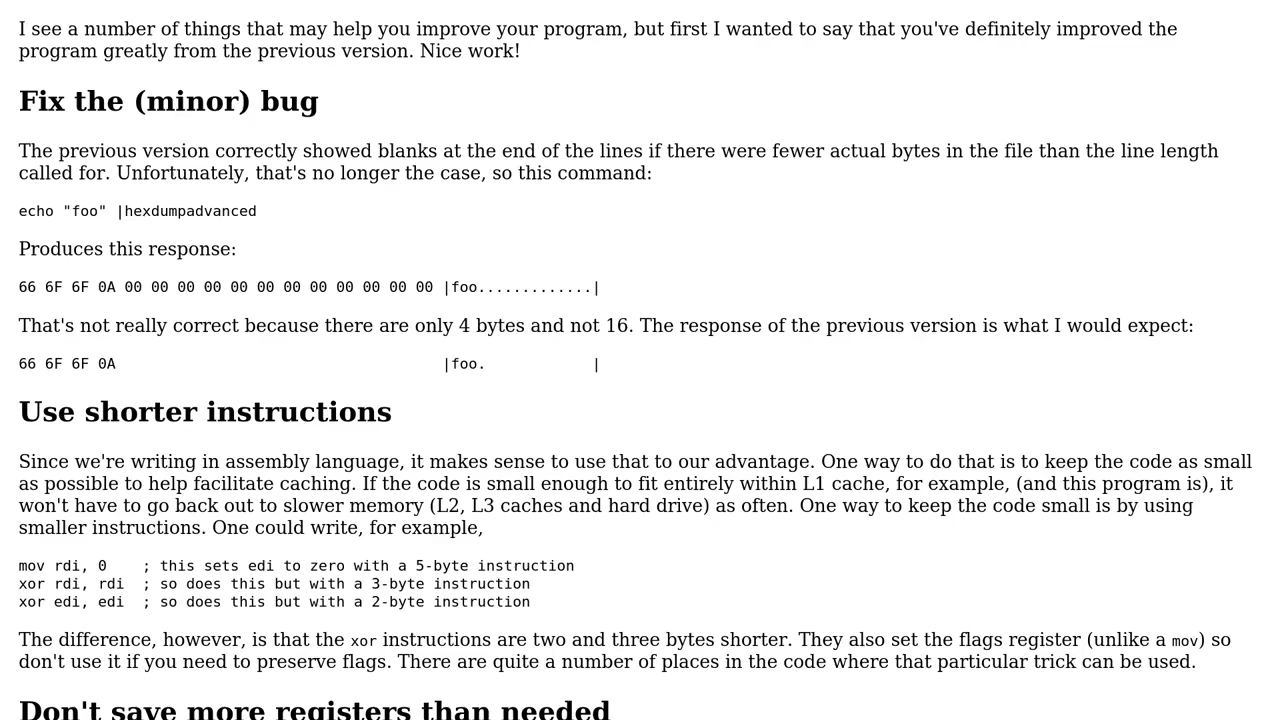 I see a number of things that may help you improve your program, but first I wanted to say that you've definitely improved the
program greatly from the previous version. Nice work!
Fix the (minor) bug
The previous version correctly showed blanks at the end of the lines if there were fewer actual bytes in the file than the line length
called for. Unfortunately, that's no longer the case, so this command:
echo "foo" |hexdumpadvanced
Produces this response:
66 6F 6F 0A 00 00 00 00 00 00 00 00 00 00 00 00 |foo.............|
That's not really correct because there are only 4 bytes and not 16. The response of the previous version is what I would expect:
66 6F 6F 0A                                     |foo.            |
Use shorter instructions
Since we're writing in assembly language, it makes sense to use that to our advantage. One way to do that is to keep the code as small
as possible to help facilitate caching. If the code is small enough to fit entirely within L1 cache, for example, (and this program is), it
won't have to go back out to slower memory (L2, L3 caches and hard drive) as often. One way to keep the code small is by using
smaller instructions. One could write, for example,
mov rdi, 0    ; this sets edi to zero with a 5-byte instruction
xor rdi, rdi  ; so does this but with a 3-byte instruction
xor edi, edi  ; so does this but with a 2-byte instruction
The difference, however, is that the xor instructions are two and three bytes shorter. They also set the flags register (unlike a mov) so
don't use it if you need to preserve flags. There are quite a number of places in the code where that particular trick can be used.
Don't save more registers than needed